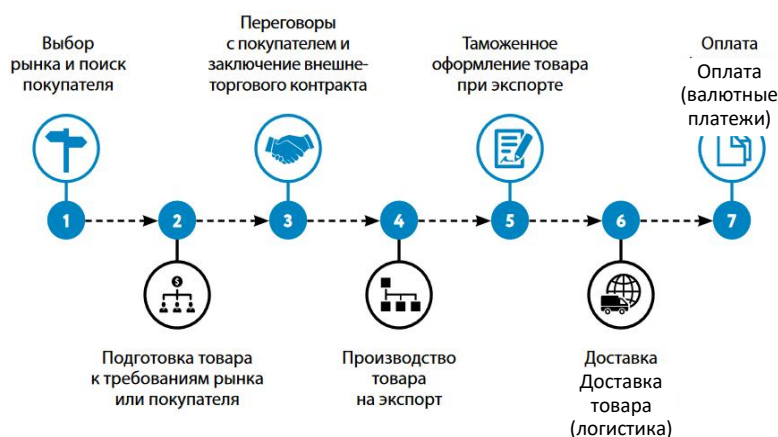 Выбор
рынка и поиск
покупателя
Переговоры
с покупателем и
заключение внешне-
торгового контракта
Таможенное
оформление товара
при экспорте
Оплата
Оплата
(валютные
платежи)
1
2
3
4
5
6
7
$
Подготовка товара
к требованиям рынка
или покупателя
Производство
товара
на экспорт
Доставка
Доставка
товара
(логистика)